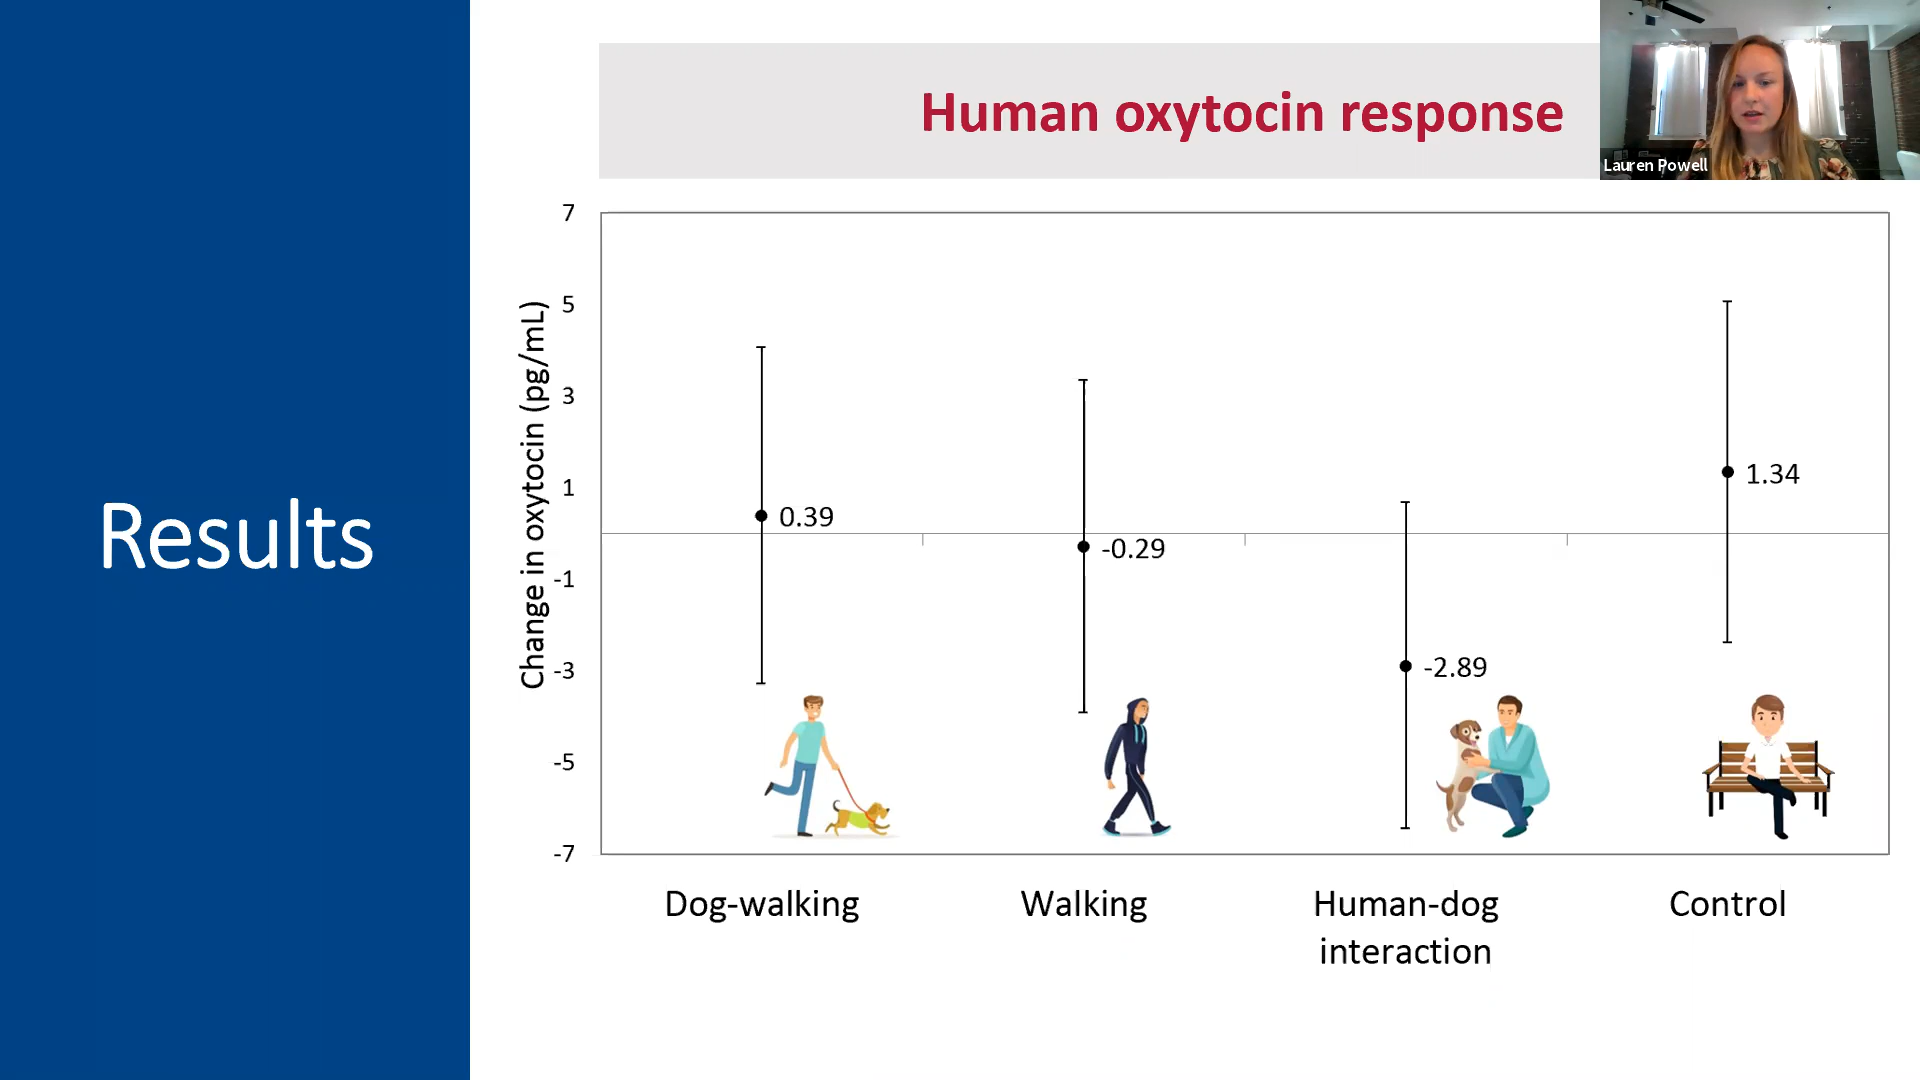 Results
Human oxytocin response
Lauren Powell
Change in oxytocin (pg/mL)
7
5
3
1
-1
-3
-5
-7
0.39
-0.29
-2.89
1.34
Dog-walking
Walking
Human-dog
interaction
Control